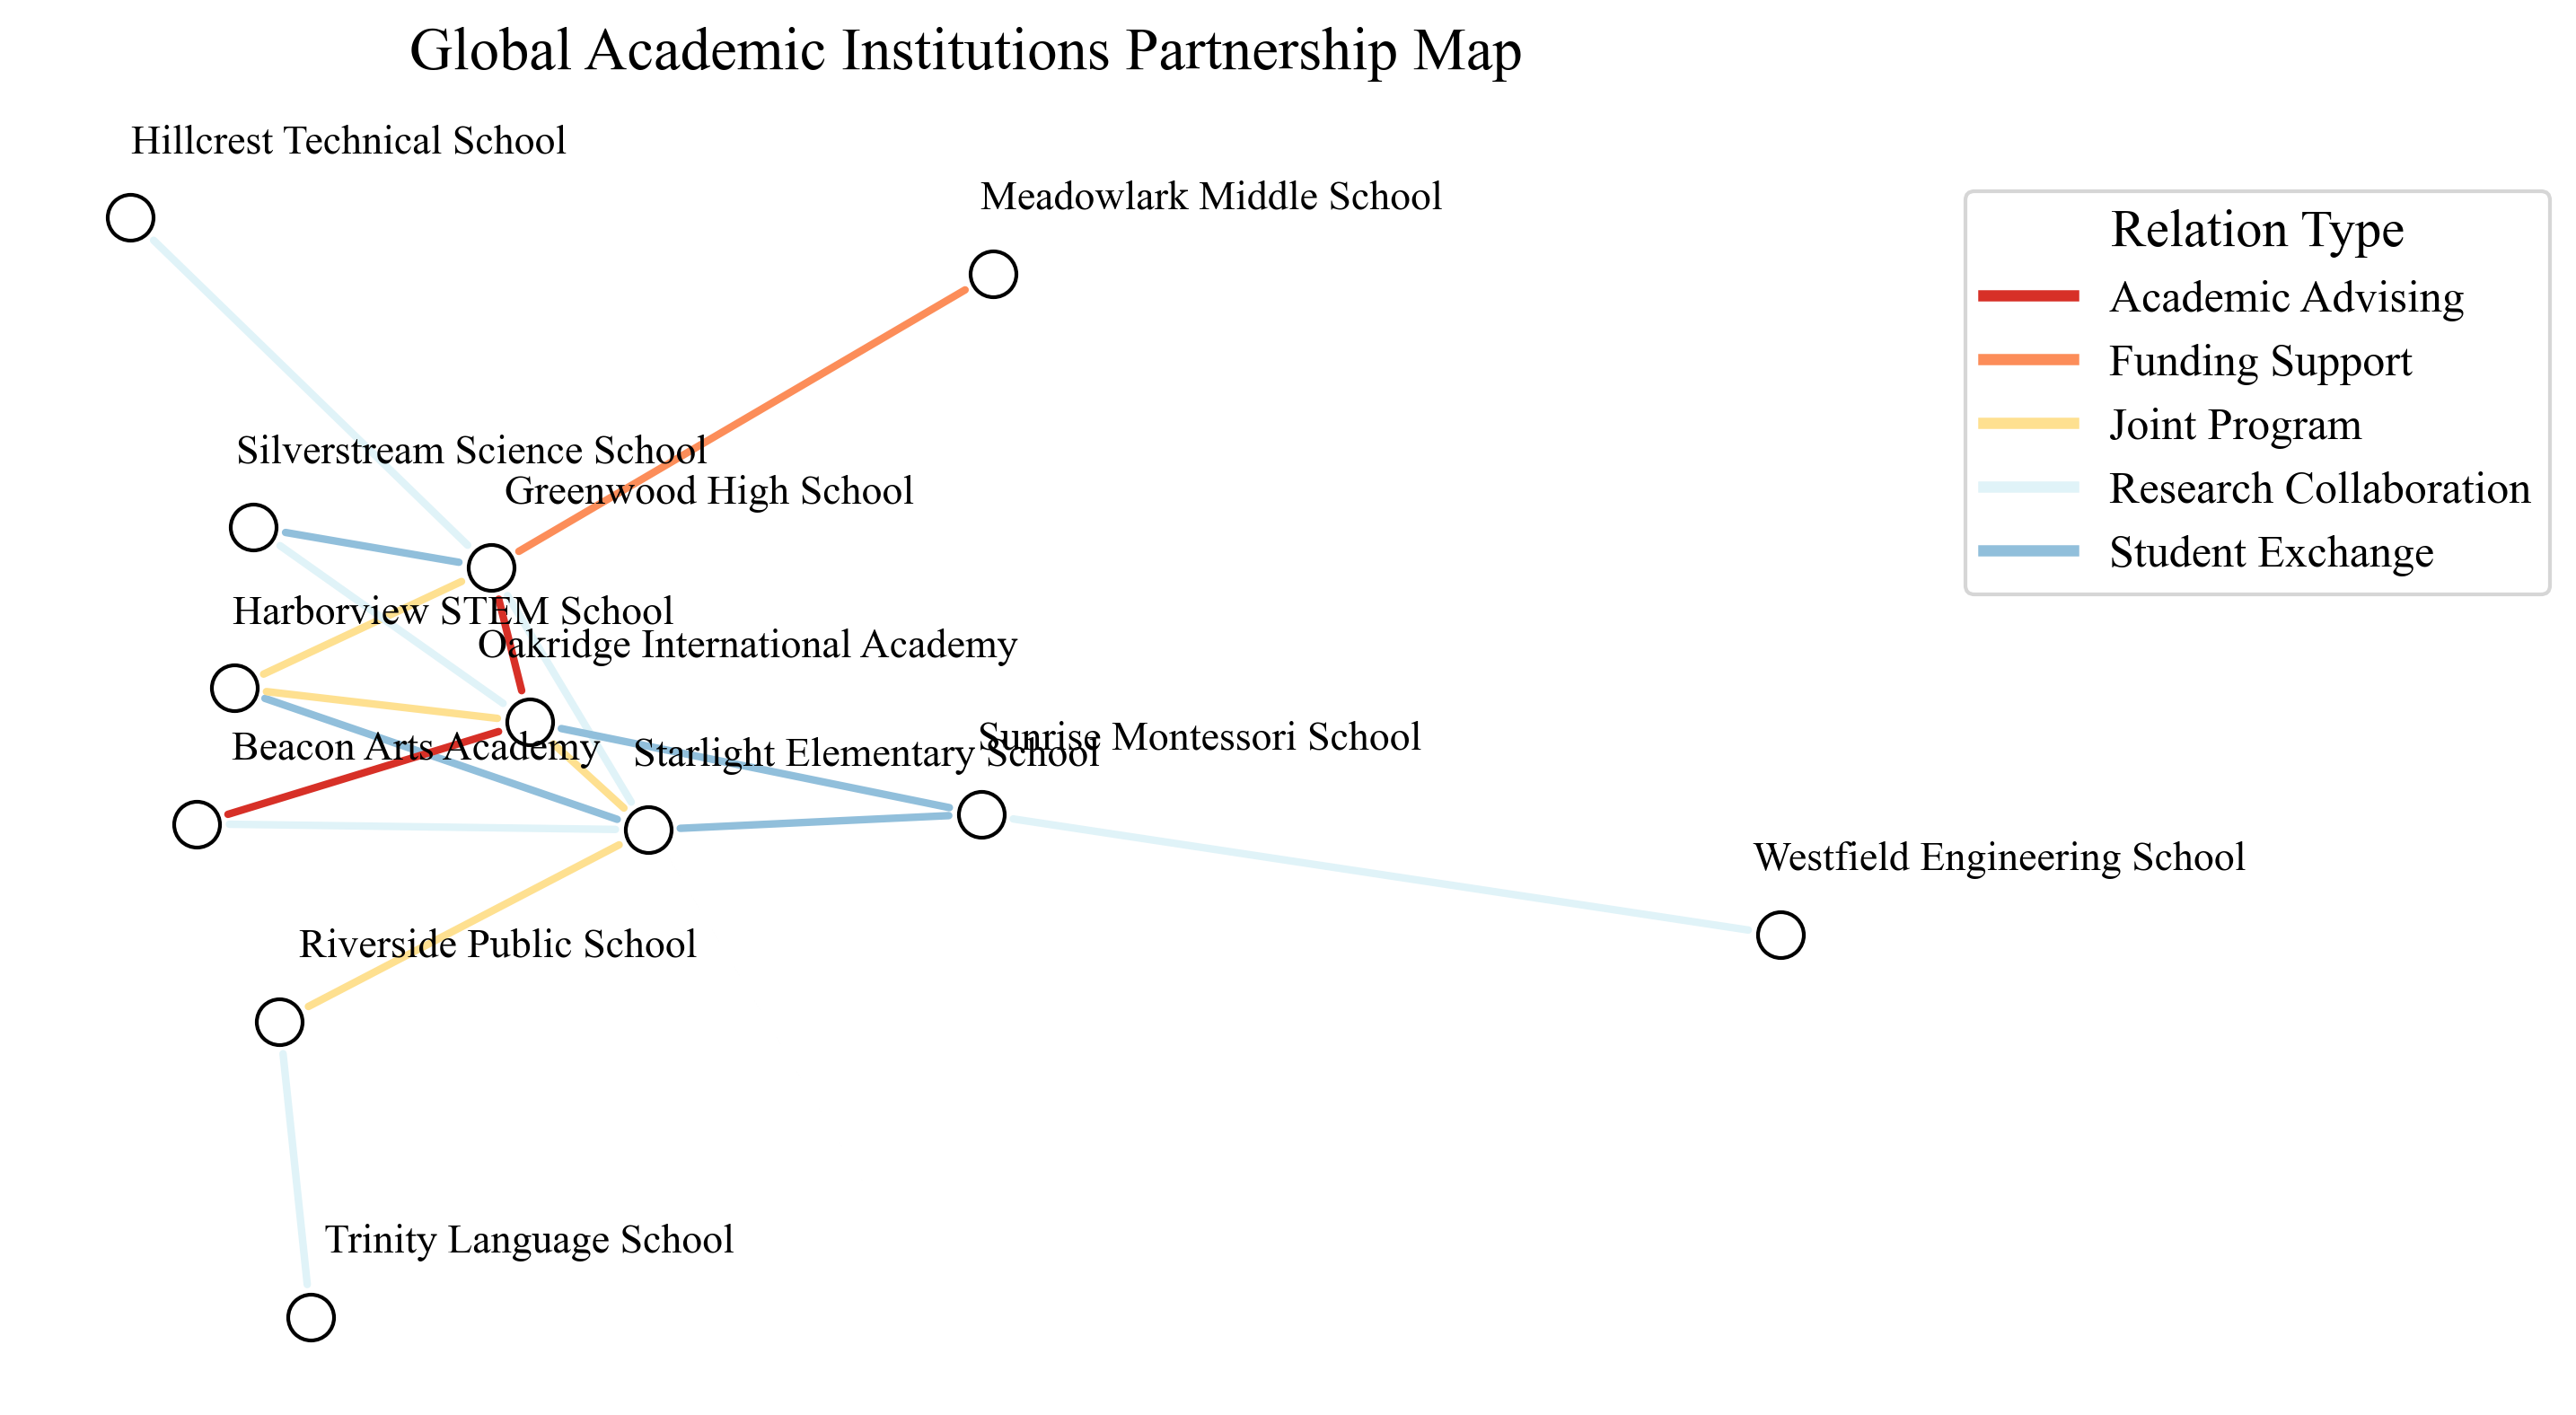 Global Academic Institutions Partnership Map
Hillcrest Technical School
Meadowlark Middle School
Relation Type
Academic Advising
Funding Support
Joint Program
Research Collaboration
Student Exchange
Silverstream Science School
Greenwood High School
Harborview STEM School
Oakridge International Academy
Beacon Arts Academy
Starlight Elementary School
Sunrise Montessori School
Westfield Engineering School
Riverside Public School
Trinity Language School